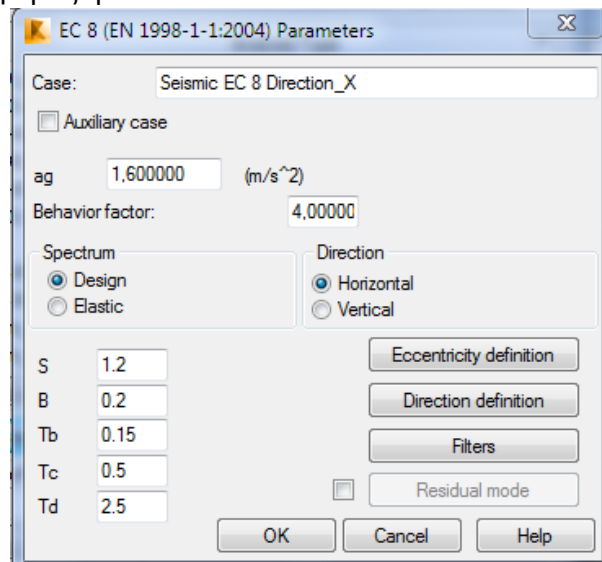 EC 8 (EN 1998-1-1:2004) Parameters
Case: Seismic EC 8 Direction_X
Auxiliary case
ag 1,600000 (m/s^2)
Behavior factor: 4,00000
Spectrum Direction
Design Horizontal
Elastic Vertical
S 1.2 Eccentricity definition
B 0.2 Direction definition
Tb 0.15 Filters
Tc 0.5 Residual mode
Td 2.5
OK Cancel Help